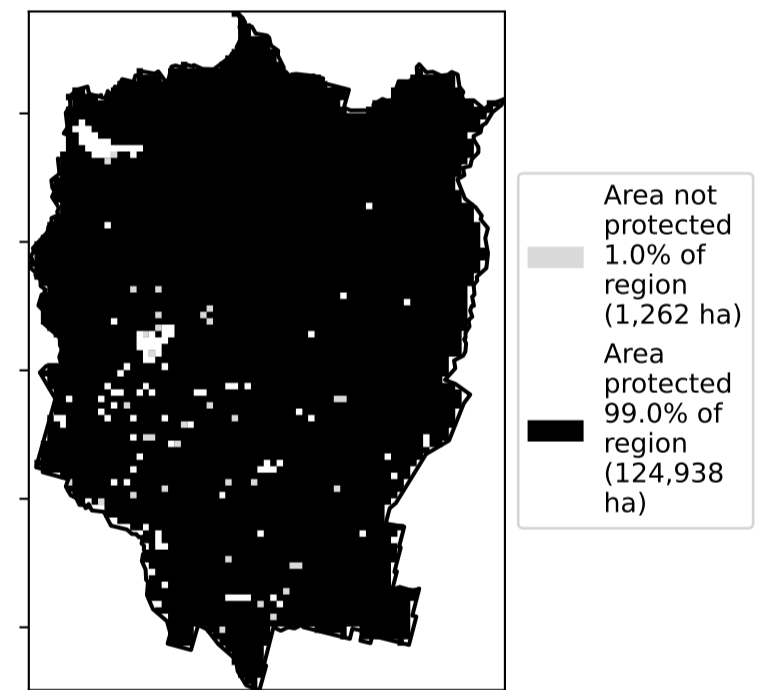 Area not
protected
1.0% of
region
(1,262 ha)
Area
protected
99.0% of
region
(124,938
ha)